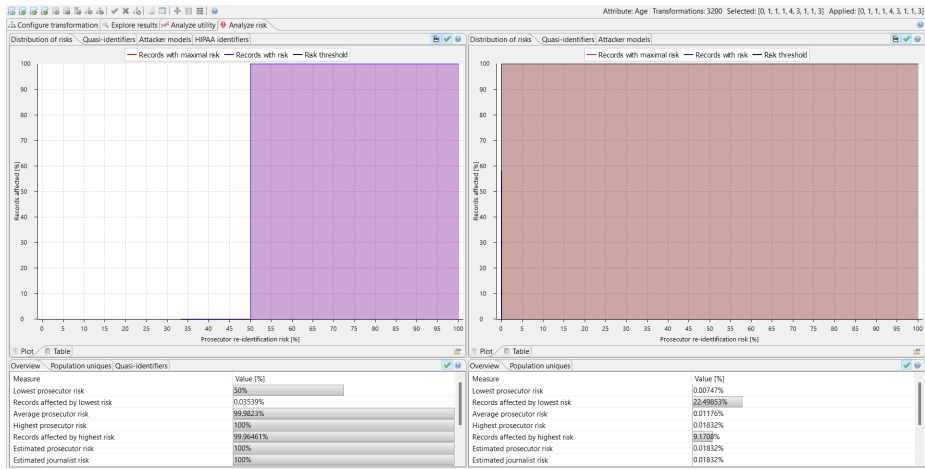 Attribute: Age Transformations: 3200 Selected: [0, 1, 1, 1, 4, 3, 1, 1, 3] Applied: [0, 1, 1, 1, 4, 3, 1, 1, 3]
Configure transformation Explore results Analyze utility Analyze risk
Distribution of risks Quasi-identifiers Attacker models HIPAA identifiers
Records with maximal risk Records with risk Risk threshold
100
90
80
70
60
50
40
30
20
10
0
Records affected [%]
0 5 10 15 20 25 30 35 40 45 50 55 60 65 70 75 80 85 90 95 100
Prosecutor re-identification risk [%]
Plot Table
Overview Population uniques Quasi-identifiers
Measure Value [%]
Lowest prosecutor risk 50%
Records affected by lowest risk 0.03539%
Average prosecutor risk 99.9823%
Highest prosecutor risk 100%
Records affected by highest risk 99.96461%
Estimated prosecutor risk 100%
Estimated journalist risk 100%
Distribution of risks Quasi-identifiers Attacker models
Records with maximal risk Records with risk Risk threshold
100
90
80
70
60
50
40
30
20
10
0
Records affected [%]
0 5 10 15 20 25 30 35 40 45 50 55 60 65 70 75 80 85 90 95 100
Prosecutor re-identification risk [%]
Plot Table
Overview Population uniques
Measure Value [%]
Lowest prosecutor risk 0.00747%
Records affected by lowest risk 22.49853%
Average prosecutor risk 0.01176%
Highest prosecutor risk 0.01832%
Records affected by highest risk 9.1708%
Estimated prosecutor risk 0.01832%
Estimated journalist risk 0.01832%